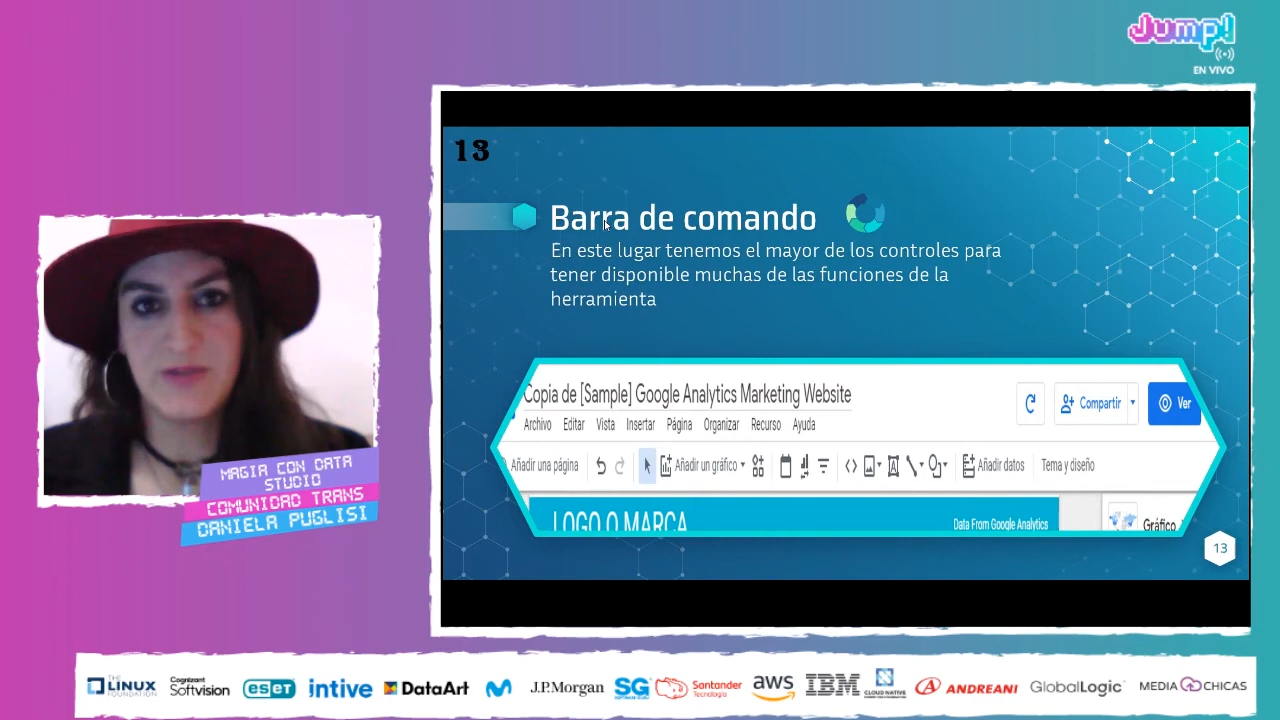 Jump!
EN VIVO
13
Barra de comando
En este lugar tenemos el mayor de los controles para
tener disponible muchas de las funciones de la
herramienta
Copia de [Sample] Google Analytics Marketing Website
Compartir
Ver
Archivo Editar Vista Insertar Página Organizar Recurso Ayuda
Añadir una página
Añadir un gráfico
Añadir datos
Tema y diseño
LOGO O MARCA
Data From Google Analytics
Gráfico
13
MAGIA CON DATA
STUDIO
COMUNIDAD TRANS
DANIELA PUGLISI
THE LINUX FOUNDATION
Cognizant Softvision
eset
intive
DataArt
J.P.Morgan
SG
Santander Tecnología
aws
IBM
CLOUD NATIVE
ANDREANI
GlobalLogic
MEDIA CHICAS